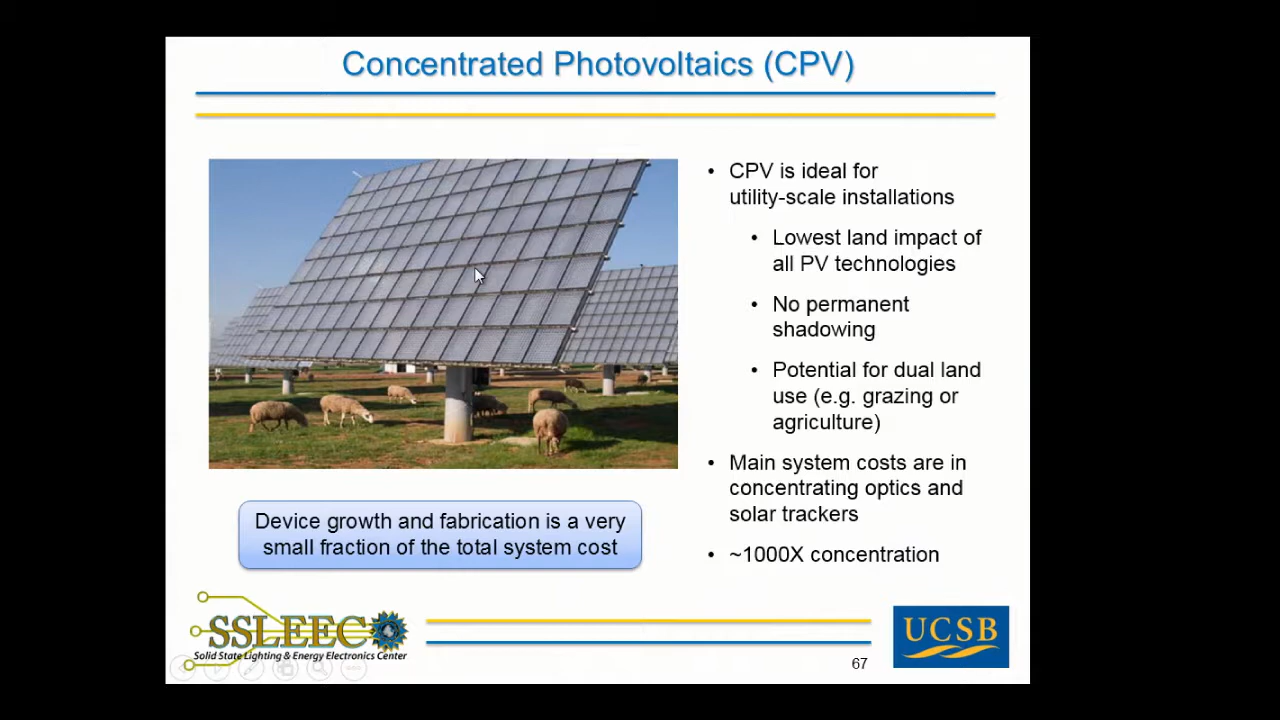 Concentrated Photovoltaics (CPV)
• CPV is ideal for
utility-scale installations
• Lowest land impact of
all PV technologies
• No permanent
shadowing
• Potential for dual land
use (e.g. grazing or
agriculture)
• Main system costs are in
concentrating optics and
solar trackers
• ~1000X concentration
Device growth and fabrication is a very
small fraction of the total system cost
SSLEEC
Solid State Lighting & Energy Electronics Center
UCSB
67